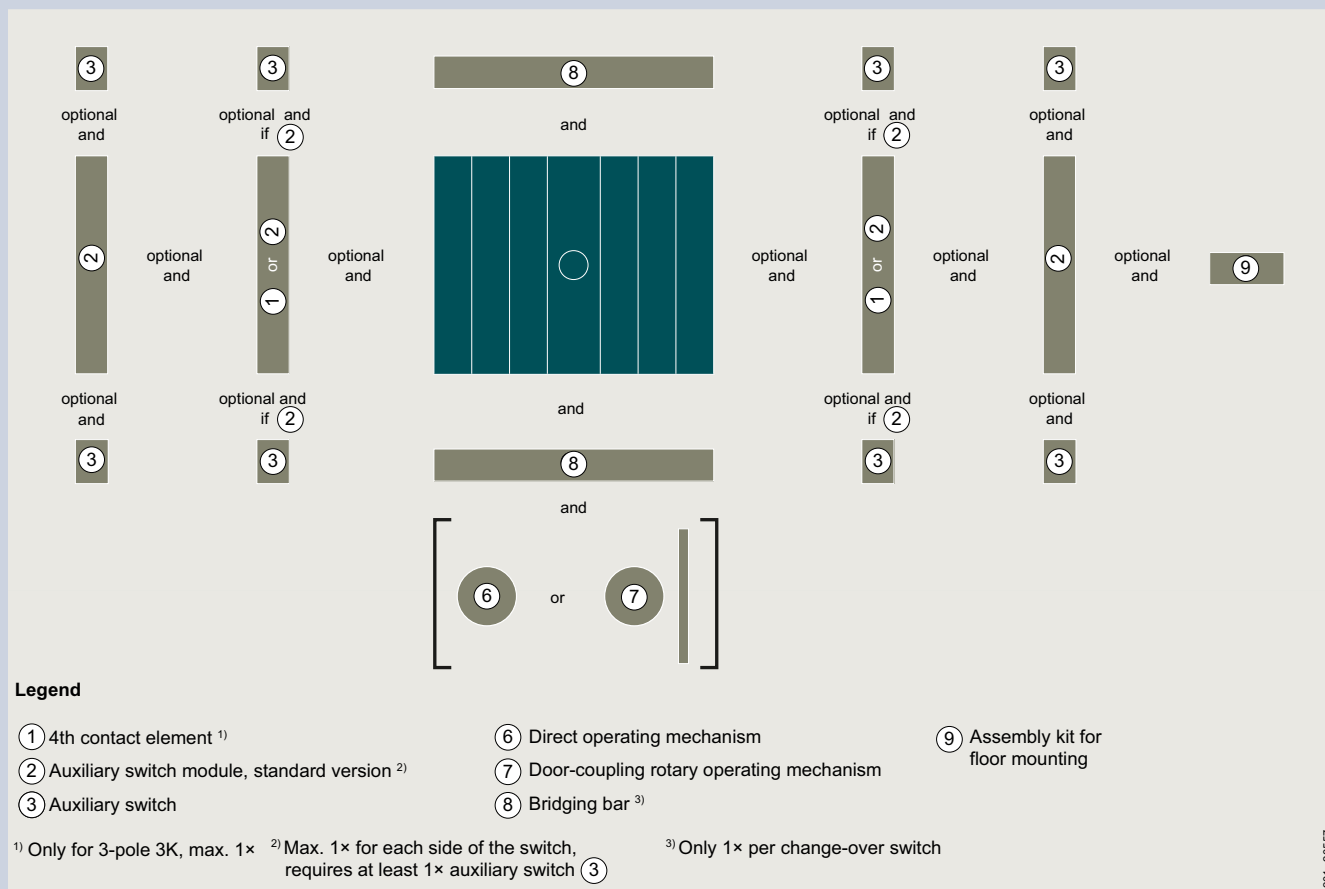 3 3 8 3 3
optional optional and and optional and optional
and if 2 if 2 and
2 optional 2 optional optional 2 optional 2 optional 9
and or and and or and and
1 1
optional optional and and optional and optional
and if 2 if 2 and
3 3 8 3 3
and
6 or 7
Legend
1 4th contact element 1)
2 Auxiliary switch module, standard version 2)
3 Auxiliary switch
6 Direct operating mechanism
7 Door-coupling rotary operating mechanism
8 Bridging bar 3)
9 Assembly kit for
floor mounting
1) Only for 3-pole 3K, max. 1×
2) Max. 1× for each side of the switch,
requires at least 1× auxiliary switch 3
3) Only 1× per change-over switch